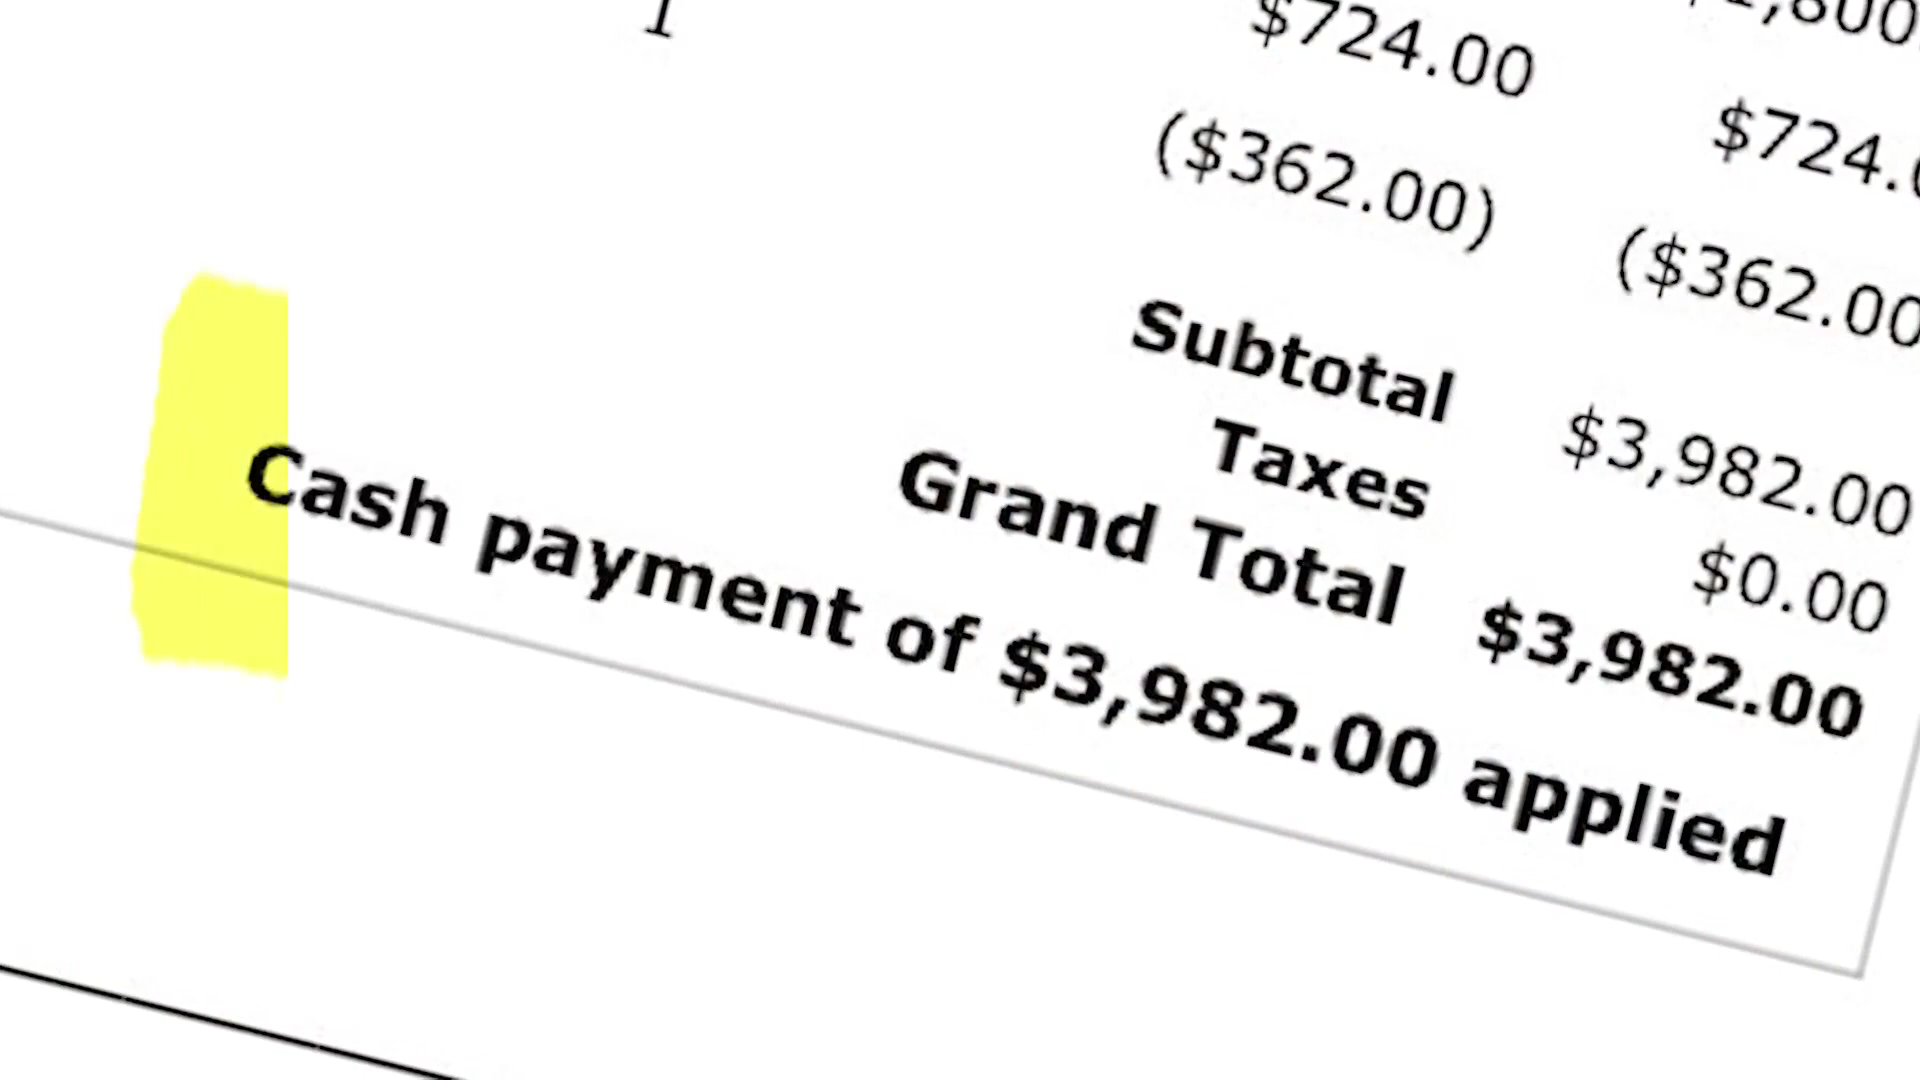 1 $724.00 $724.
($362.00) ($362.00
Subtotal $3,982.00
Taxes $0.00
Grand Total $3,982.00
Cash payment of $3,982.00 applied